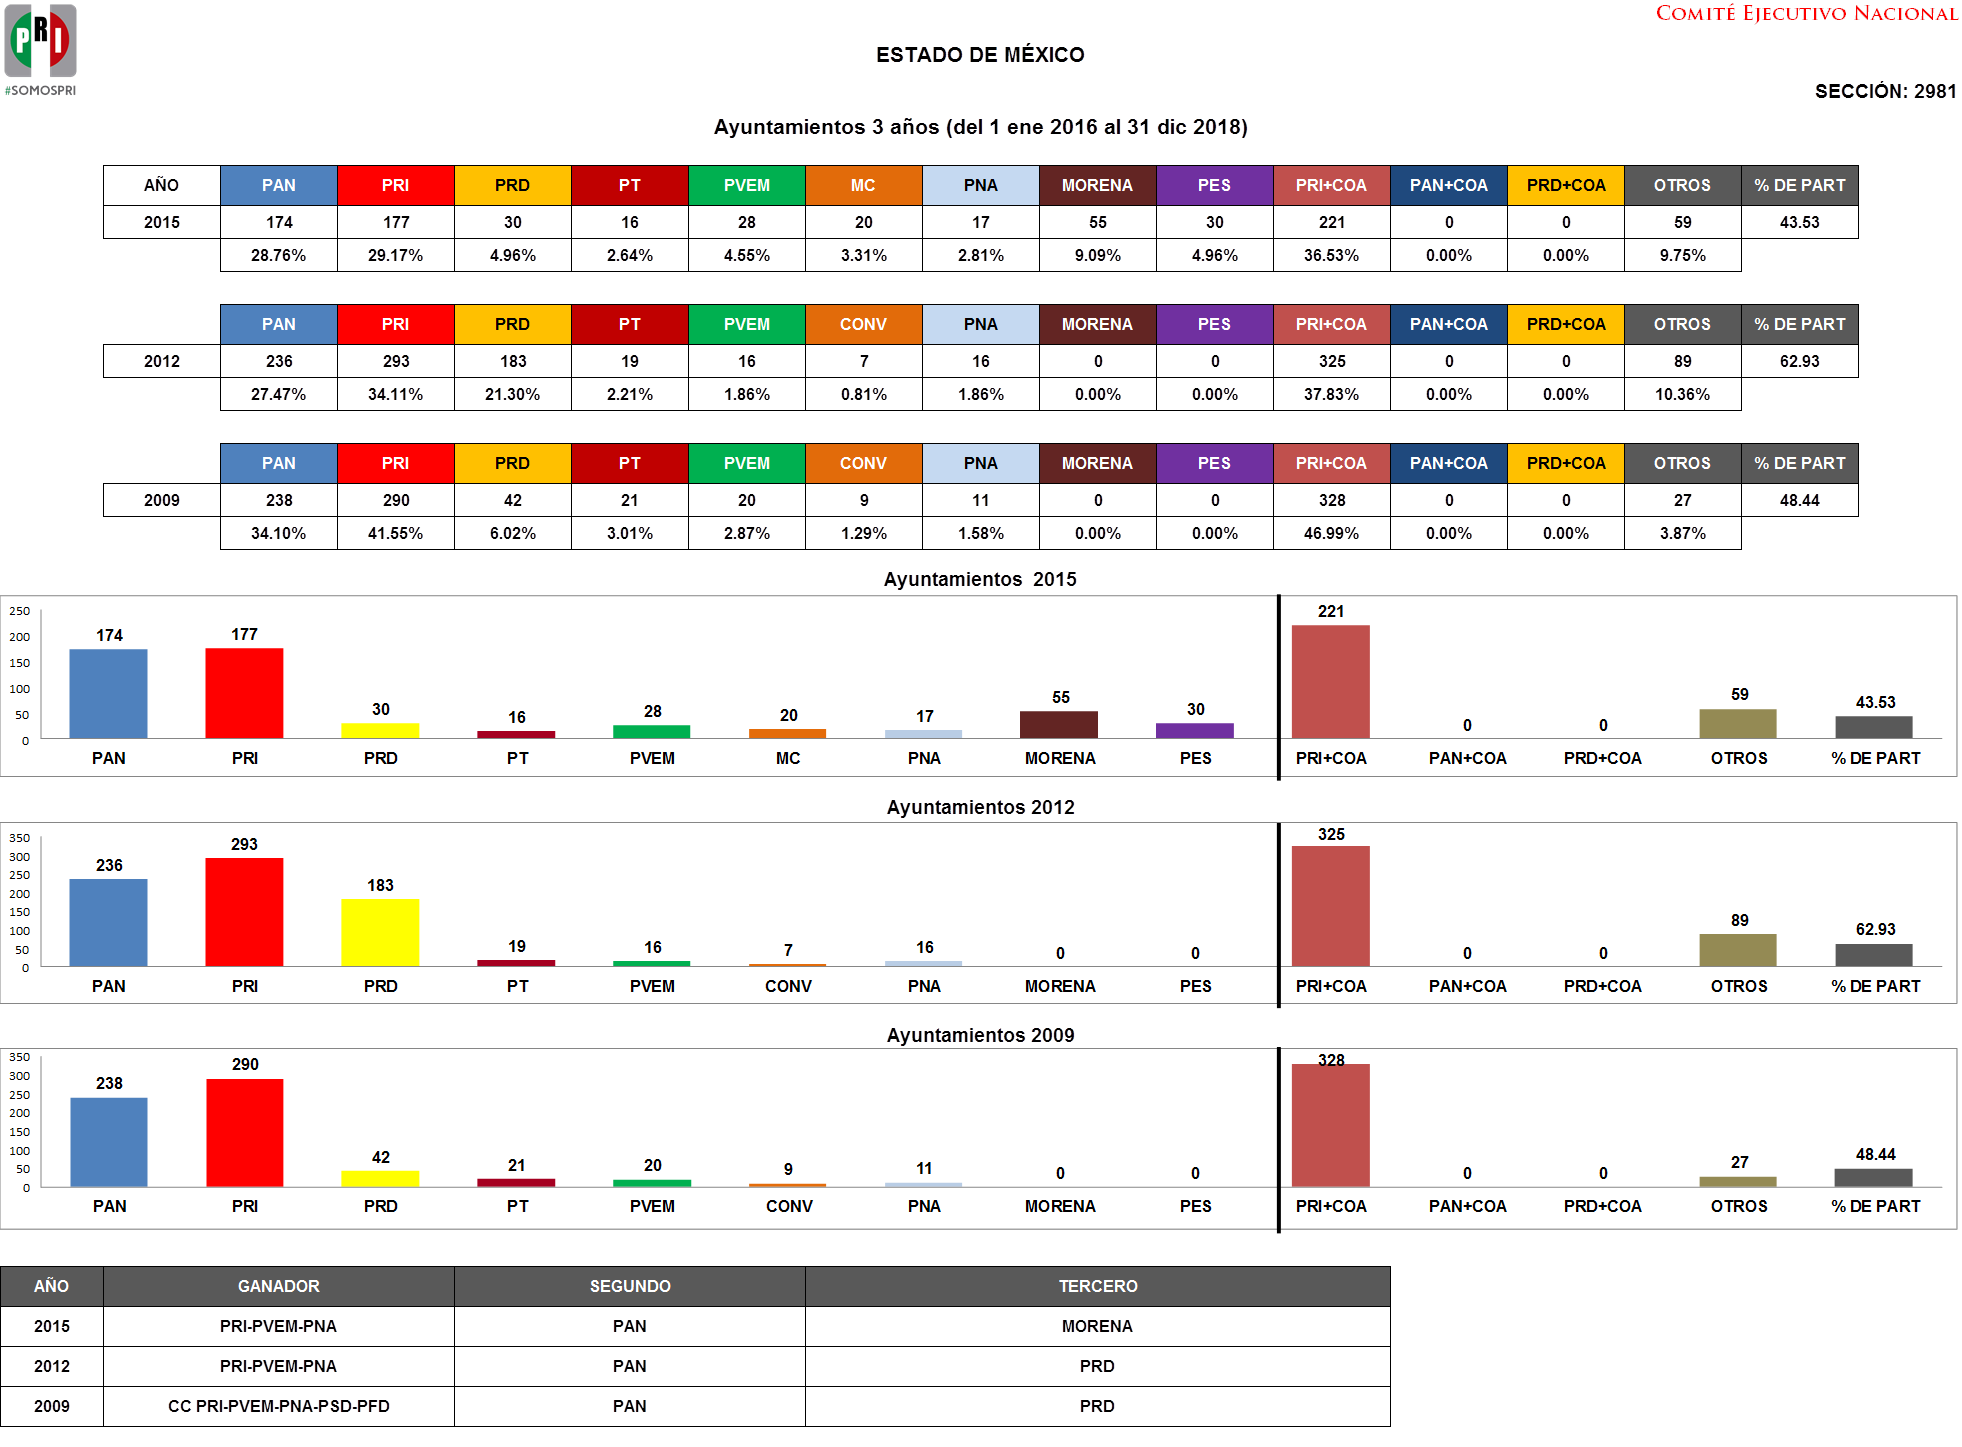 PRI
#SOMOSPRI
COMITÉ EJECUTIVO NACIONAL
ESTADO DE MÉXICO
SECCIÓN: 2981
Ayuntamientos 3 años (del 1 ene 2016 al 31 dic 2018)
AÑO PAN PRI PRD PT PVEM MC PNA MORENA PES PRI+COA PAN+COA PRD+COA OTROS % DE PART
2015 174 177 30 16 28 20 17 55 30 221 0 0 59 43.53
28.76% 29.17% 4.96% 2.64% 4.55% 3.31% 2.81% 9.09% 4.96% 36.53% 0.00% 0.00% 9.75%
PAN PRI PRD PT PVEM CONV PNA MORENA PES PRI+COA PAN+COA PRD+COA OTROS % DE PART
2012 236 293 183 19 16 7 16 0 0 325 0 0 89 62.93
27.47% 34.11% 21.30% 2.21% 1.86% 0.81% 1.86% 0.00% 0.00% 37.83% 0.00% 0.00% 10.36%
PAN PRI PRD PT PVEM CONV PNA MORENA PES PRI+COA PAN+COA PRD+COA OTROS % DE PART
2009 238 290 42 21 20 9 11 0 0 328 0 0 27 48.44
34.10% 41.55% 6.02% 3.01% 2.87% 1.29% 1.58% 0.00% 0.00% 46.99% 0.00% 0.00% 3.87%
Ayuntamientos 2015
250
200
150
100
50
0
174 177 30 16 28 20 17 55 30 221 0 0 59 43.53
PAN PRI PRD PT PVEM MC PNA MORENA PES PRI+COA PAN+COA PRD+COA OTROS % DE PART
Ayuntamientos 2012
350
300
250
200
150
100
50
0
236 293 183 19 16 7 16 0 0 325 0 0 89 62.93
PAN PRI PRD PT PVEM CONV PNA MORENA PES PRI+COA PAN+COA PRD+COA OTROS % DE PART
Ayuntamientos 2009
350
300
250
200
150
100
50
0
238 290 42 21 20 9 11 0 0 328 0 0 27 48.44
PAN PRI PRD PT PVEM CONV PNA MORENA PES PRI+COA PAN+COA PRD+COA OTROS % DE PART
AÑO GANADOR SEGUNDO TERCERO
2015 PRI-PVEM-PNA PAN MORENA
2012 PRI-PVEM-PNA PAN PRD
2009 CC PRI-PVEM-PNA-PSD-PFD PAN PRD